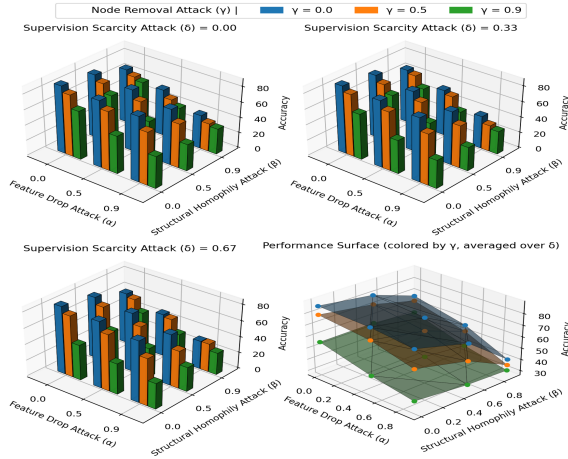 Node Removal Attack (γ) | γ = 0.0 γ = 0.5 γ = 0.9
Supervision Scarcity Attack (δ) = 0.00
Supervision Scarcity Attack (δ) = 0.33
80
60
40
20
0
Accuracy
0.0
0.5
0.9
Feature Drop Attack (α)
0.0
0.5
0.9
Structural Homophily Attack (β)
80
60
40
20
0
Accuracy
0.0
0.5
0.9
Feature Drop Attack (α)
0.0
0.5
0.9
Structural Homophily Attack (β)
Supervision Scarcity Attack (δ) = 0.67
Performance Surface (colored by γ, averaged over δ)
80
60
40
20
0
Accuracy
0.0
0.5
0.9
Feature Drop Attack (α)
0.0
0.5
0.9
Structural Homophily Attack (β)
80
70
60
50
40
30
Accuracy
0.0
0.2
0.4
0.6
0.8
Feature Drop Attack (α)
0.0
0.2
0.4
0.6
0.8
Structural Homophily Attack (β)